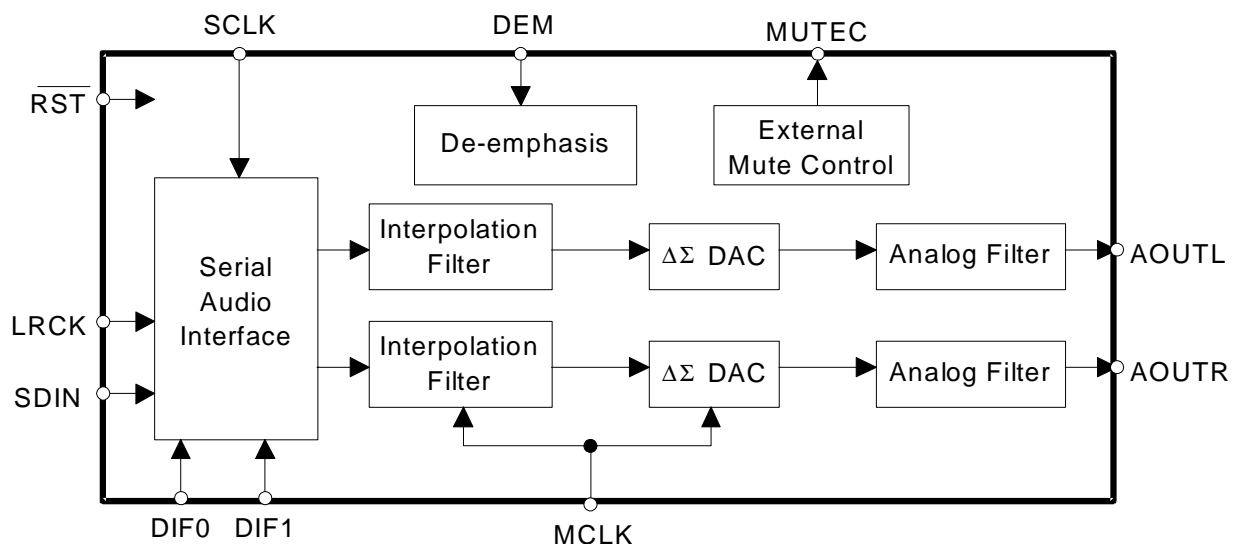 SCLK
DEM
MUTEC
RST
De-emphasis
External
Mute Control
Interpolation
Filter
ΔΣ DAC
Analog Filter
AOUTL
Serial
Audio
Interface
LRCK
SDIN
Interpolation
Filter
ΔΣ DAC
Analog Filter
AOUTR
DIF0
DIF1
MCLK